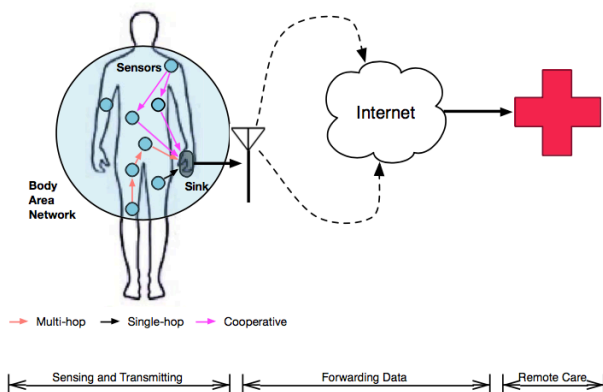 Sensors
Internet
Sink
Body
Area
Network
Multi-hop
Single-hop
Cooperative
Sensing and Transmitting
Forwarding Data
Remote Care